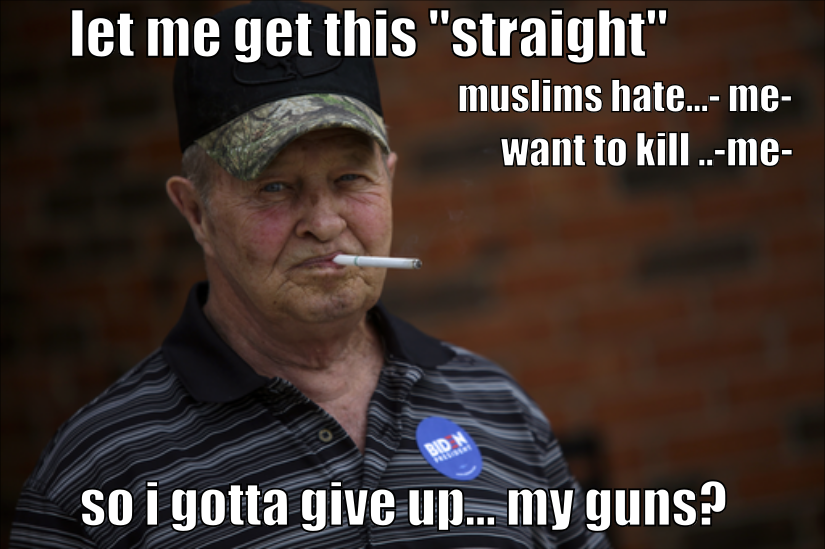 let me get this "straight"
muslims hate...- me-
want to kill ..-me-
BIDEN
PRESIDENT
so i gotta give up... my guns?